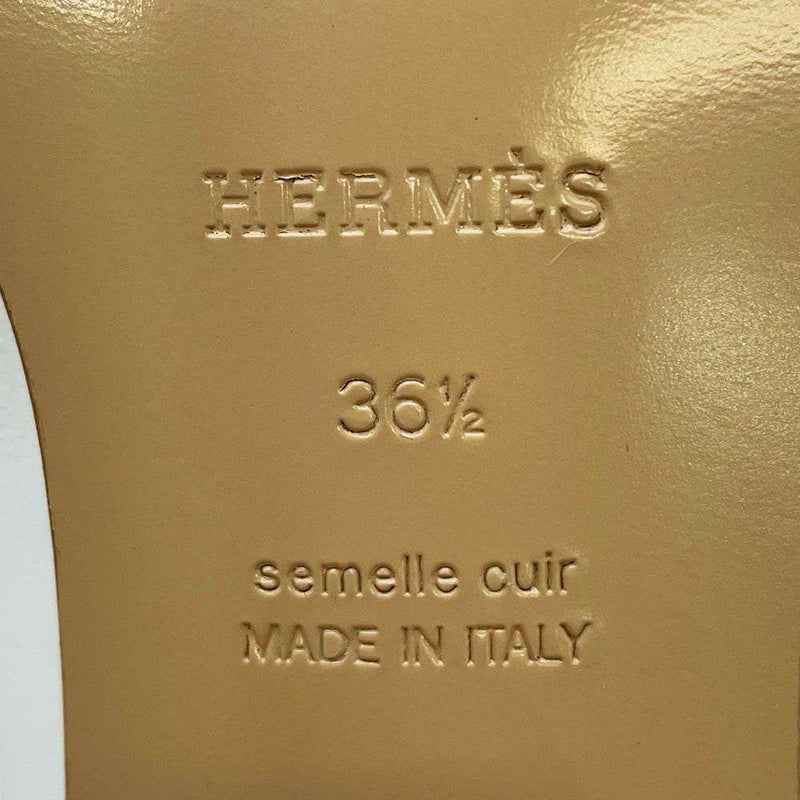 HERMÈS
36½
semelle cuir
MADE IN ITALY